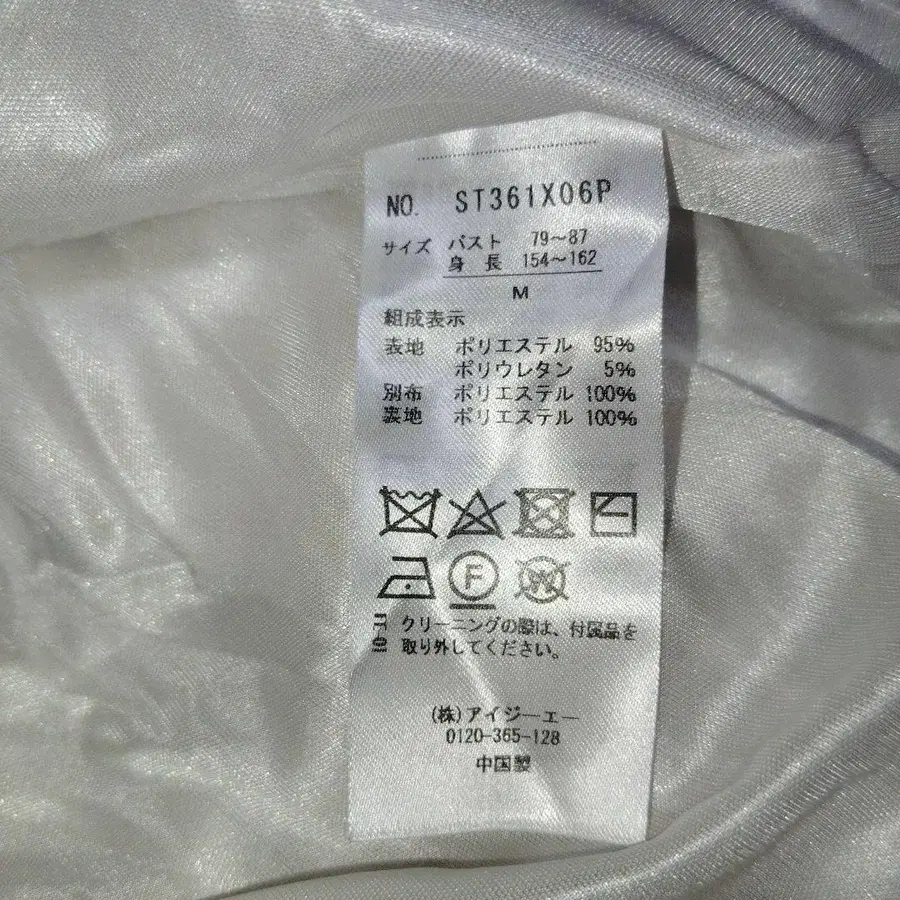 NO. ST361X06P
サイズ バスト 79~87
身長 154~162
M
組成表示
表地 ポリエステル 95%
ポリウレタン 5%
別布 ポリエステル 100%
裏地 ポリエステル 100%
F
W
クリーニングの際は、付属品を
取り外してください。
(株)アイジーエー
0120-365-128
中国製